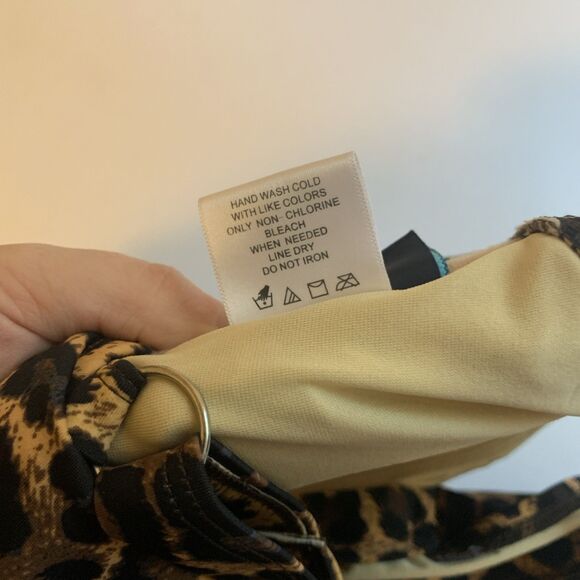 HAND WASH COLD
WITH LIKE COLORS
ONLY NON-CHLORINE
BLEACH
WHEN NEEDED
LINE DRY
DO NOT IRON